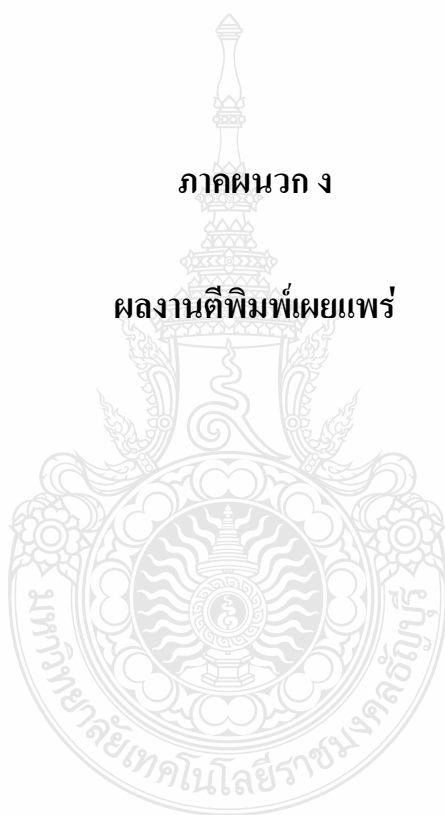 ภาคผนวก ง
ผลงานตีพิมพ์เผยแพร่
มหาวิทยาลัยเทคโนโลยีราชมงคลธัญบุรี